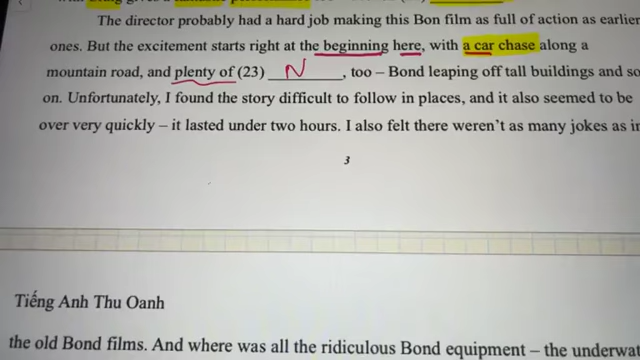 The director probably had a hard job making this Bon film as full of action as earlier
ones. But the excitement starts right at the beginning here, with a car chase along a
mountain road, and plenty of (23) N, too – Bond leaping off tall buildings and so
on. Unfortunately, I found the story difficult to follow in places, and it also seemed to be
over very quickly – it lasted under two hours. I also felt there weren't as many jokes as in
3
Tiếng Anh Thu Oanh
the old Bond films. And where was all the ridiculous Bond equipment – the underwat